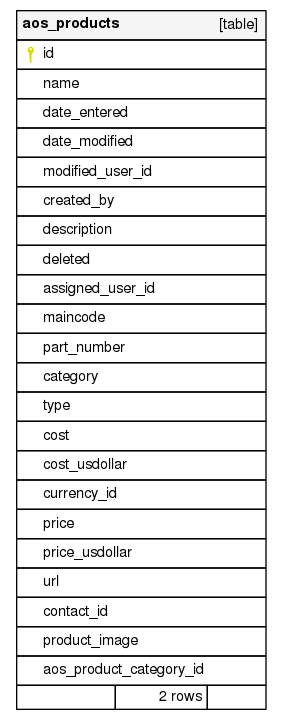 aos_products [table]
id
name
date_entered
date_modified
modified_user_id
created_by
description
deleted
assigned_user_id
maincode
part_number
category
type
cost
cost_usdollar
currency_id
price
price_usdollar
url
contact_id
product_image
aos_product_category_id
2 rows